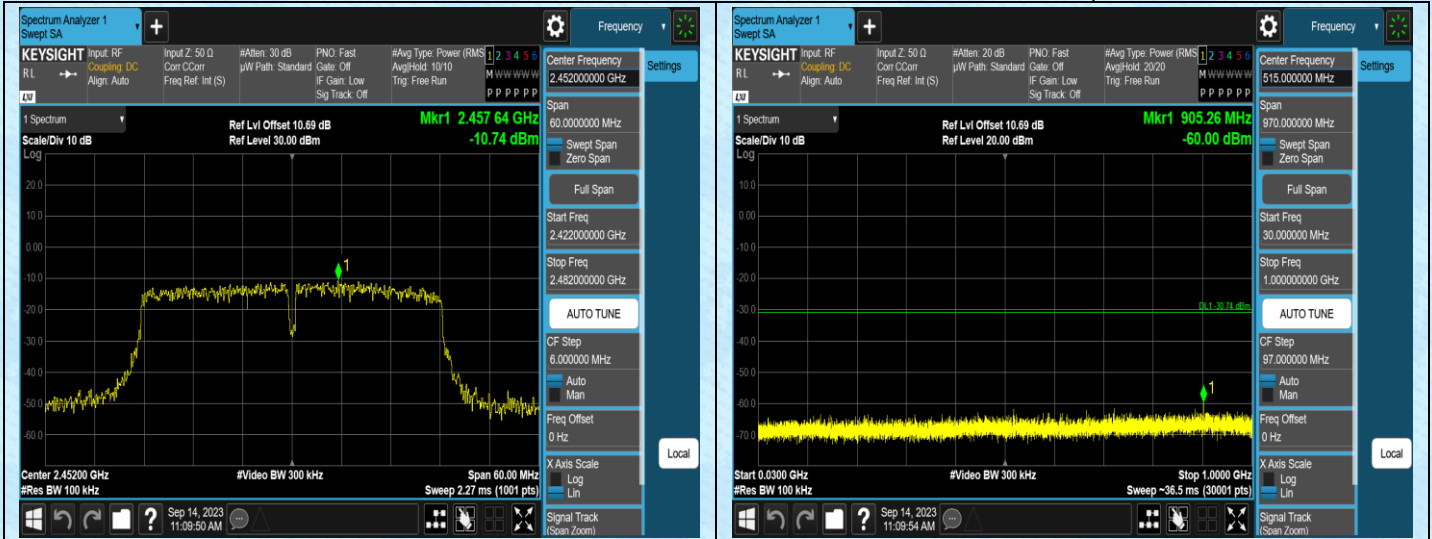 Spectrum Analyzer 1
Swept SA
+
Frequency
KEYSIGHT
RL
LXI
Input: RF
Coupling: DC
Align: Auto
Input Z: 50 Ω
Corr CCorr
Freq Ref: Int (S)
#Atten: 30 dB
µW Path: Standard
PNO: Fast
Gate: Off
IF Gain: Low
Sig Track: Off
#Avg Type: Power (RMS
Avg|Hold: 10/10
Trig: Free Run
1 2 3 4 5 6
M W W W W W
P P P P P P
Center Frequency
2.452000000 GHz
Settings
1 Spectrum
Scale/Div 10 dB
Log
Ref Lvl Offset 10.69 dB
Ref Level 30.00 dBm
Mkr1 2.457 64 GHz
-10.74 dBm
Span
60.0000000 MHz
Swept Span
Zero Span
Full Span
Start Freq
2.422000000 GHz
Stop Freq
2.482000000 GHz
AUTO TUNE
CF Step
6.000000 MHz
Auto
Man
Freq Offset
0 Hz
X Axis Scale
Log
Lin
Signal Track
(Span Zoom)
Local
20.0
10.0
0.00
-10.0
-20.0
-30.0
-40.0
-50.0
-60.0
1
Center 2.45200 GHz
#Res BW 100 kHz
#Video BW 300 kHz
Span 60.00 MHz
Sweep 2.27 ms (1001 pts)
?
Sep 14, 2023
11:09:50 AM
Spectrum Analyzer 1
Swept SA
+
Frequency
KEYSIGHT
RL
LXI
Input: RF
Coupling: DC
Align: Auto
Input Z: 50 Ω
Corr CCorr
Freq Ref: Int (S)
#Atten: 20 dB
µW Path: Standard
PNO: Fast
Gate: Off
IF Gain: Low
Sig Track: Off
#Avg Type: Power (RMS
Avg|Hold: 20/20
Trig: Free Run
1 2 3 4 5 6
M W W W W W
P P P P P P
Center Frequency
515.000000 MHz
Settings
1 Spectrum
Scale/Div 10 dB
Log
Ref Lvl Offset 10.69 dB
Ref Level 20.00 dBm
Mkr1 905.26 MHz
-60.00 dBm
Span
970.000000 MHz
Swept Span
Zero Span
Full Span
Start Freq
30.000000 MHz
Stop Freq
1.000000000 GHz
AUTO TUNE
CF Step
97.000000 MHz
Auto
Man
Freq Offset
0 Hz
X Axis Scale
Log
Lin
Signal Track
(Span Zoom)
Local
10.0
0.00
-10.0
-20.0
-30.0
-40.0
-50.0
-60.0
-70.0
DL1 -30.74 dBm
1
Start 0.0300 GHz
#Res BW 100 kHz
#Video BW 300 kHz
Stop 1.0000 GHz
Sweep ~36.5 ms (30001 pts)
?
Sep 14, 2023
11:09:54 AM